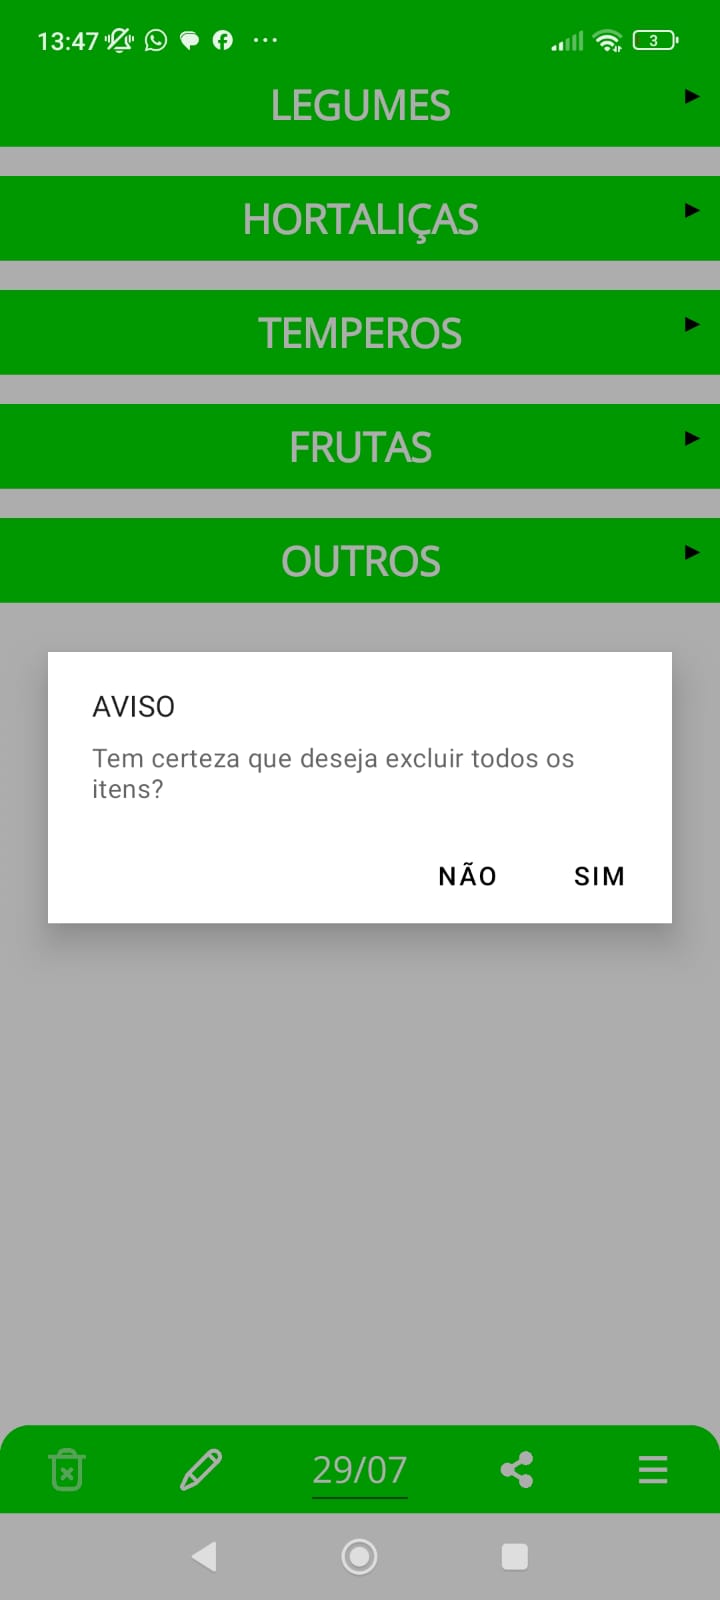 13:47 ... 3
LEGUMES
HORTALIÇAS
TEMPEROS
FRUTAS
OUTROS
AVISO
Tem certeza que deseja excluir todos os
itens?
NÃO SIM
29/07